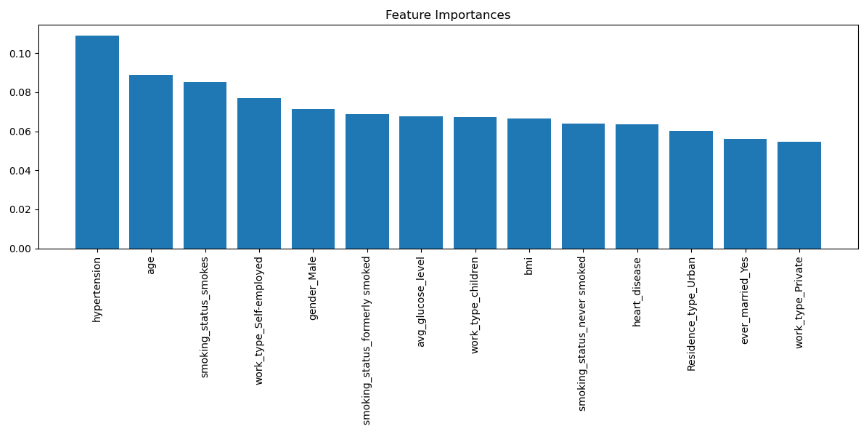 Feature Importances
0.10
0.08
0.06
0.04
0.02
0.00
hypertension
age
smoking_status_smokes
work_type_Self-employed
gender_Male
smoking_status_formerly smoked
avg_glucose_level
work_type_children
bmi
smoking_status_never smoked
heart_disease
Residence_type_Urban
ever_married_Yes
work_type_Private